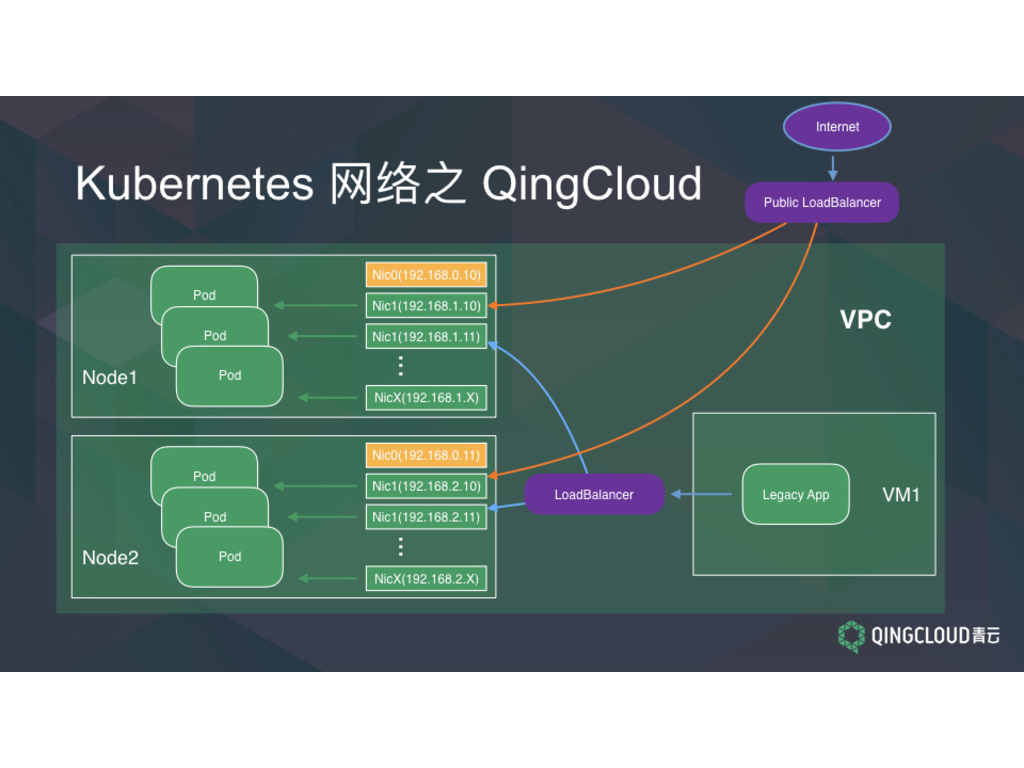 Internet
Kubernetes 网络之 QingCloud
Public LoadBalancer
VPC
Node1
Pod
Pod
Pod
Nic0(192.168.0.10)
Nic1(192.168.1.10)
Nic1(192.168.1.11)
⋮
NicX(192.168.1.X)
Node2
Pod
Pod
Pod
Nic0(192.168.0.11)
Nic1(192.168.2.10)
Nic1(192.168.2.11)
⋮
NicX(192.168.2.X)
LoadBalancer
Legacy App
VM1
QINGCLOUD青云